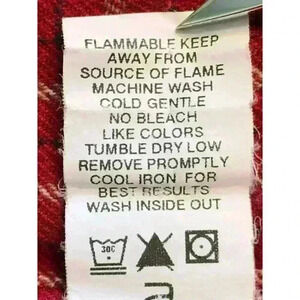 FLAMMABLE KEEP
AWAY FROM
SOURCE OF FLAME
MACHINE WASH
COLD GENTLE
NO BLEACH
LIKE COLORS
TUMBLE DRY LOW
REMOVE PROMPTLY
COOL IRON FOR
BEST RESULTS
WASH INSIDE OUT
30C